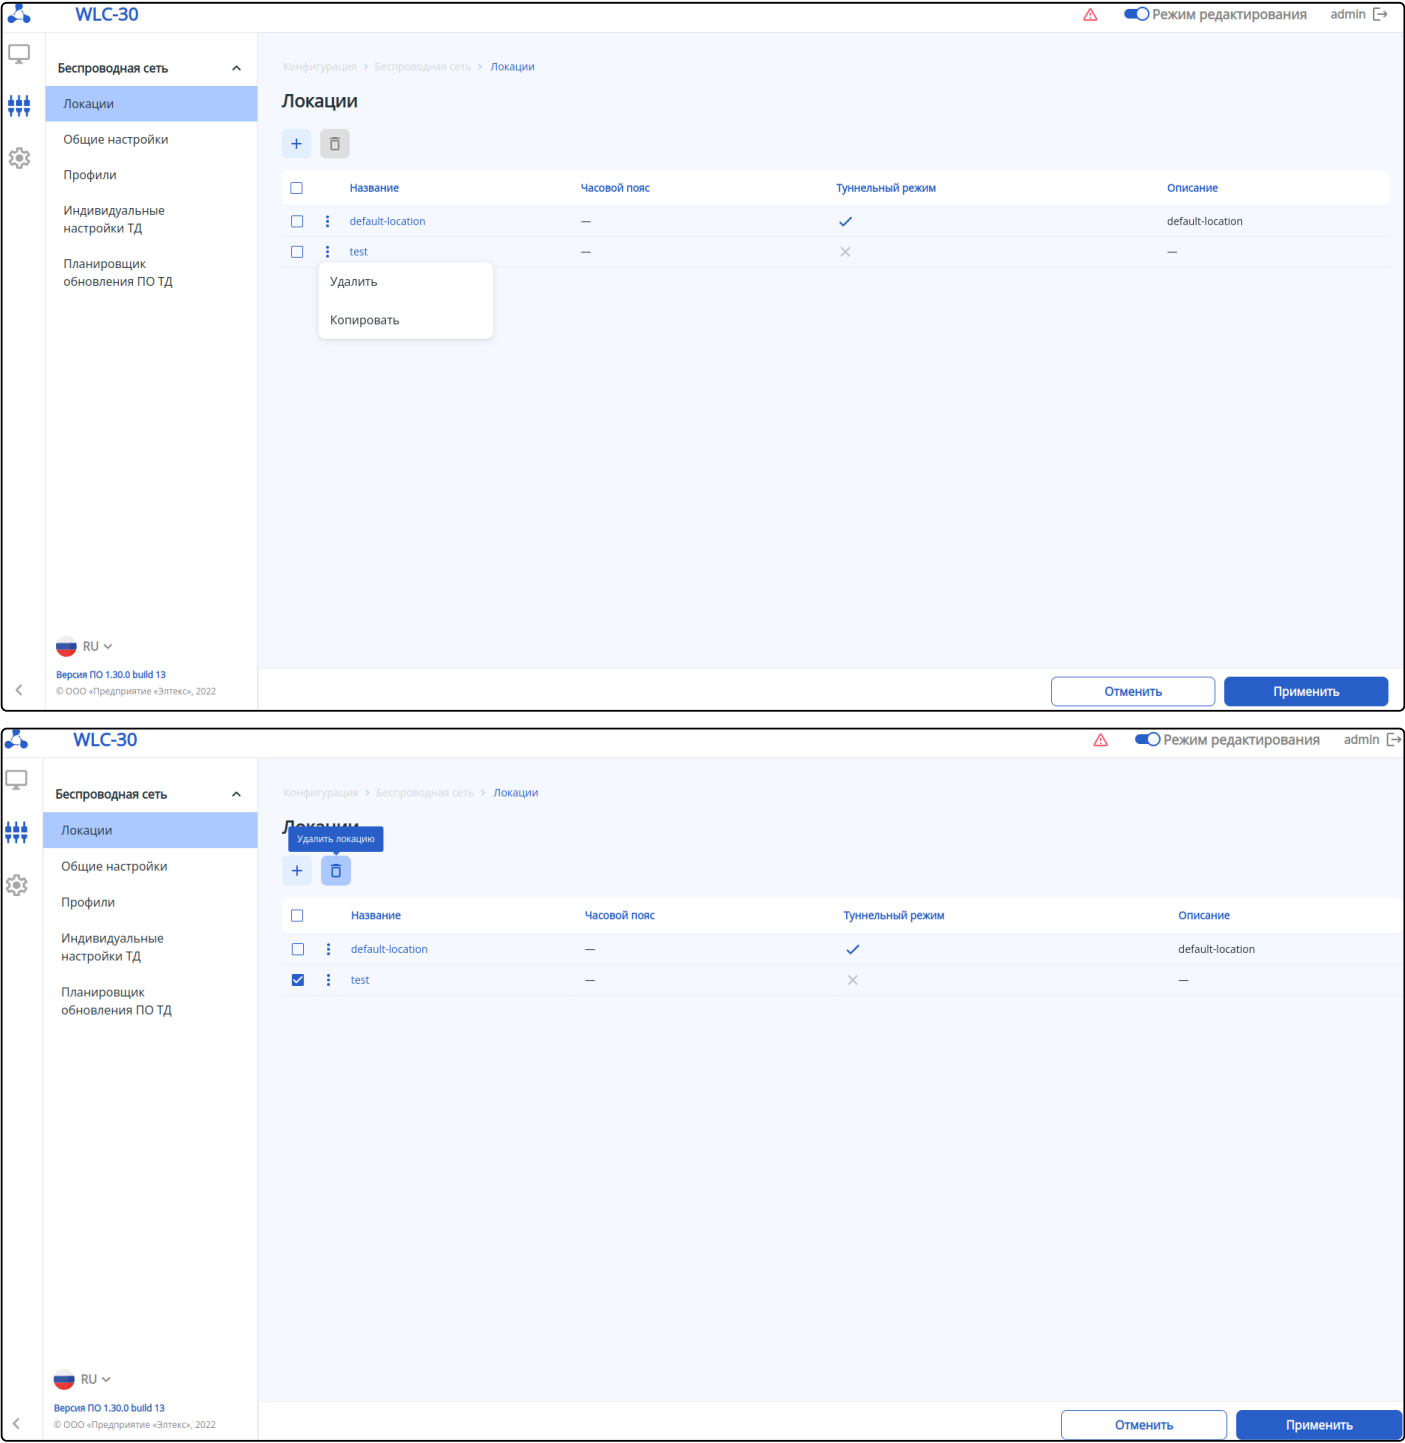 WLC-30
Режим редактирования
admin
Беспроводная сеть
Локации
Общие настройки
Профили
Индивидуальные
настройки ТД
Планировщик
обновления ПО ТД
RU
Версия ПО 1.30.0 build 13
© ООО «Предприятие «Элтекс», 2022
Конфигурация > Беспроводная сеть > Локации
Локации
Название Часовой пояс Туннельный режим Описание
default-location — default-location
test — —
Удалить
Копировать
Отменить Применить
WLC-30
Режим редактирования
admin
Беспроводная сеть
Локации
Общие настройки
Профили
Индивидуальные
настройки ТД
Планировщик
обновления ПО ТД
RU
Версия ПО 1.30.0 build 13
© ООО «Предприятие «Элтекс», 2022
Конфигурация > Беспроводная сеть > Локации
Локации
Удалить локацию
Название Часовой пояс Туннельный режим Описание
default-location — default-location
test — —
Отменить Применить